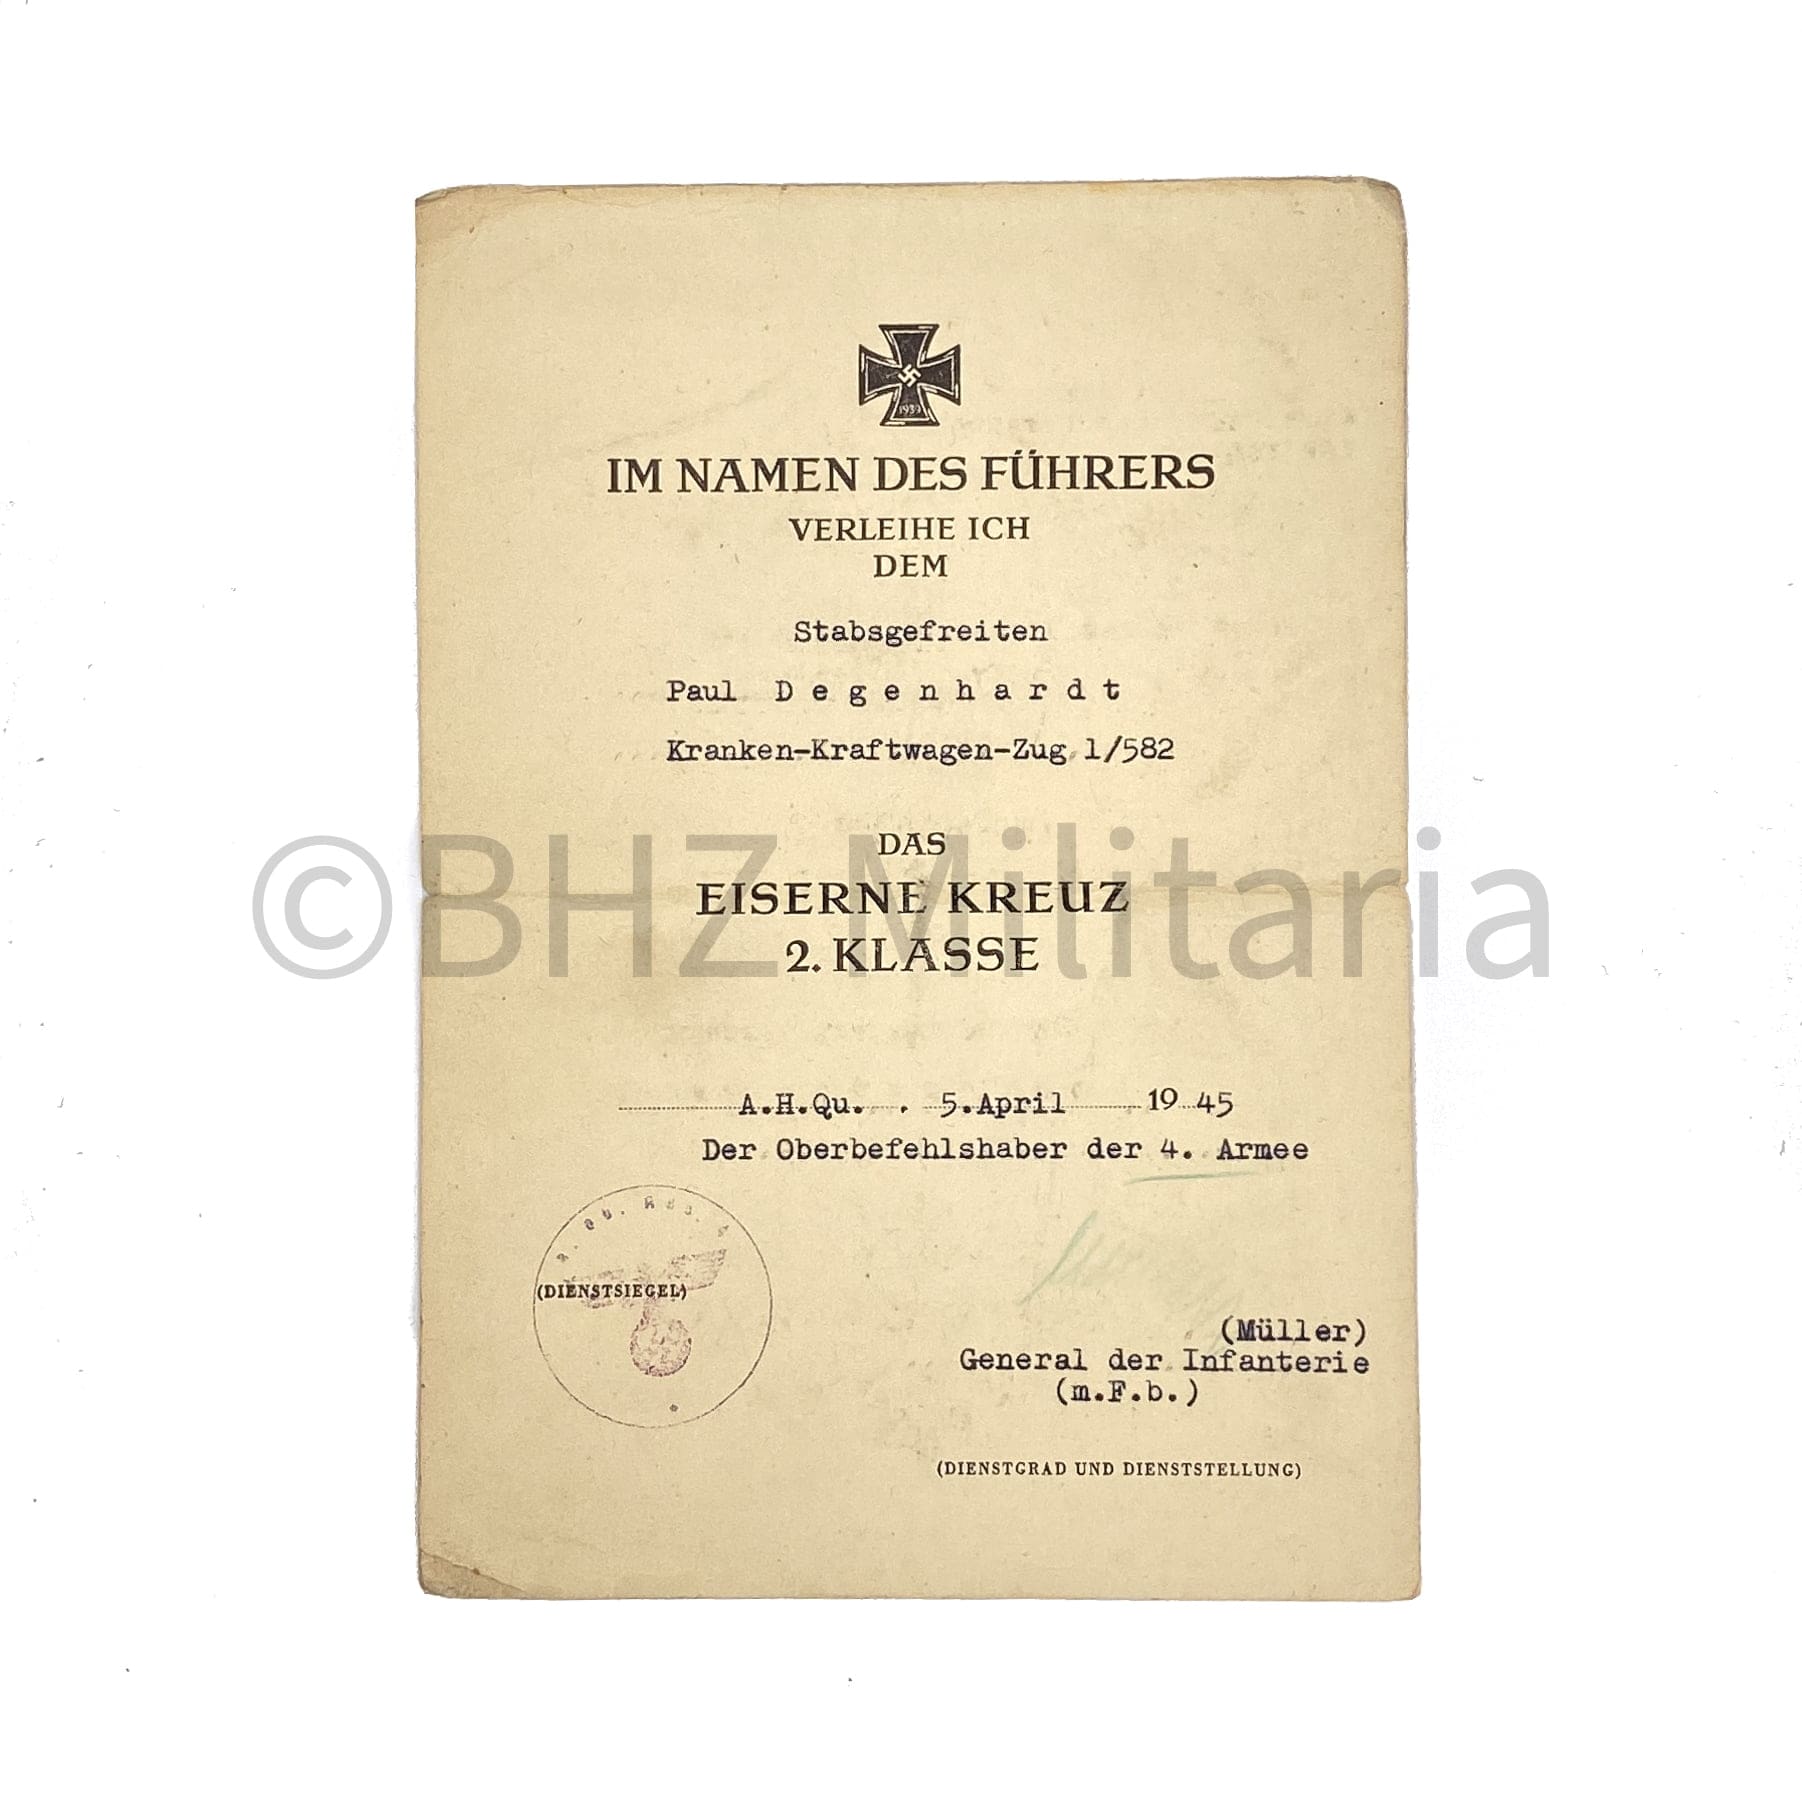 1939
IM NAMEN DES FÜHRERS
VERLEIHE ICH
DEM
Stabsgefreiten
Paul Degenhardt
Kranken-Kraftwagen-Zug 1/582
©BHZ Militaria
DAS
EISERNE KREUZ
2. KLASSE
A.H.Qu. . 5.April 1945
Der Oberbefehlshaber der 4. Armee
(DIENSTSIEGEL)
(Müller)
General der Infanterie
(m.F.b.)
(DIENSTGRAD UND DIENSTSTELLUNG)